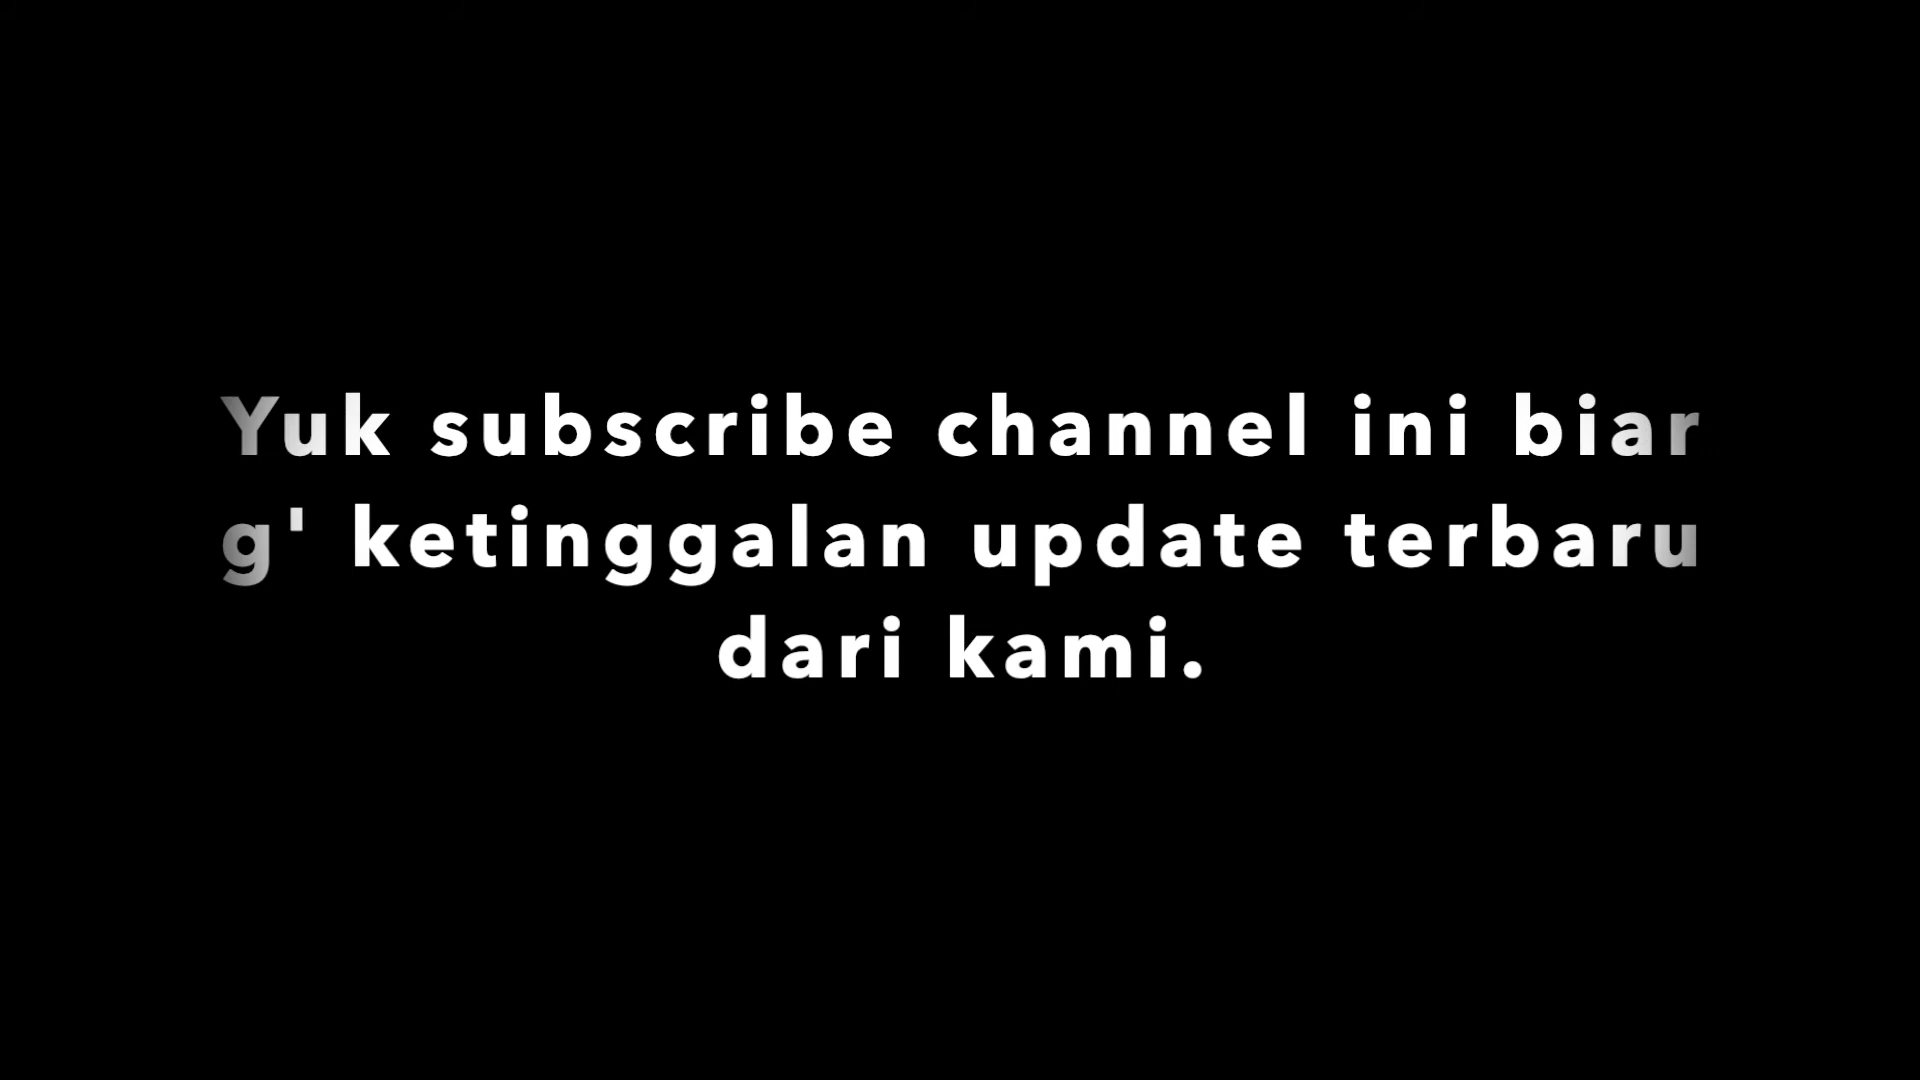 Yuk subscribe channel ini biar
g' ketinggalan update terbaru
dari kami.